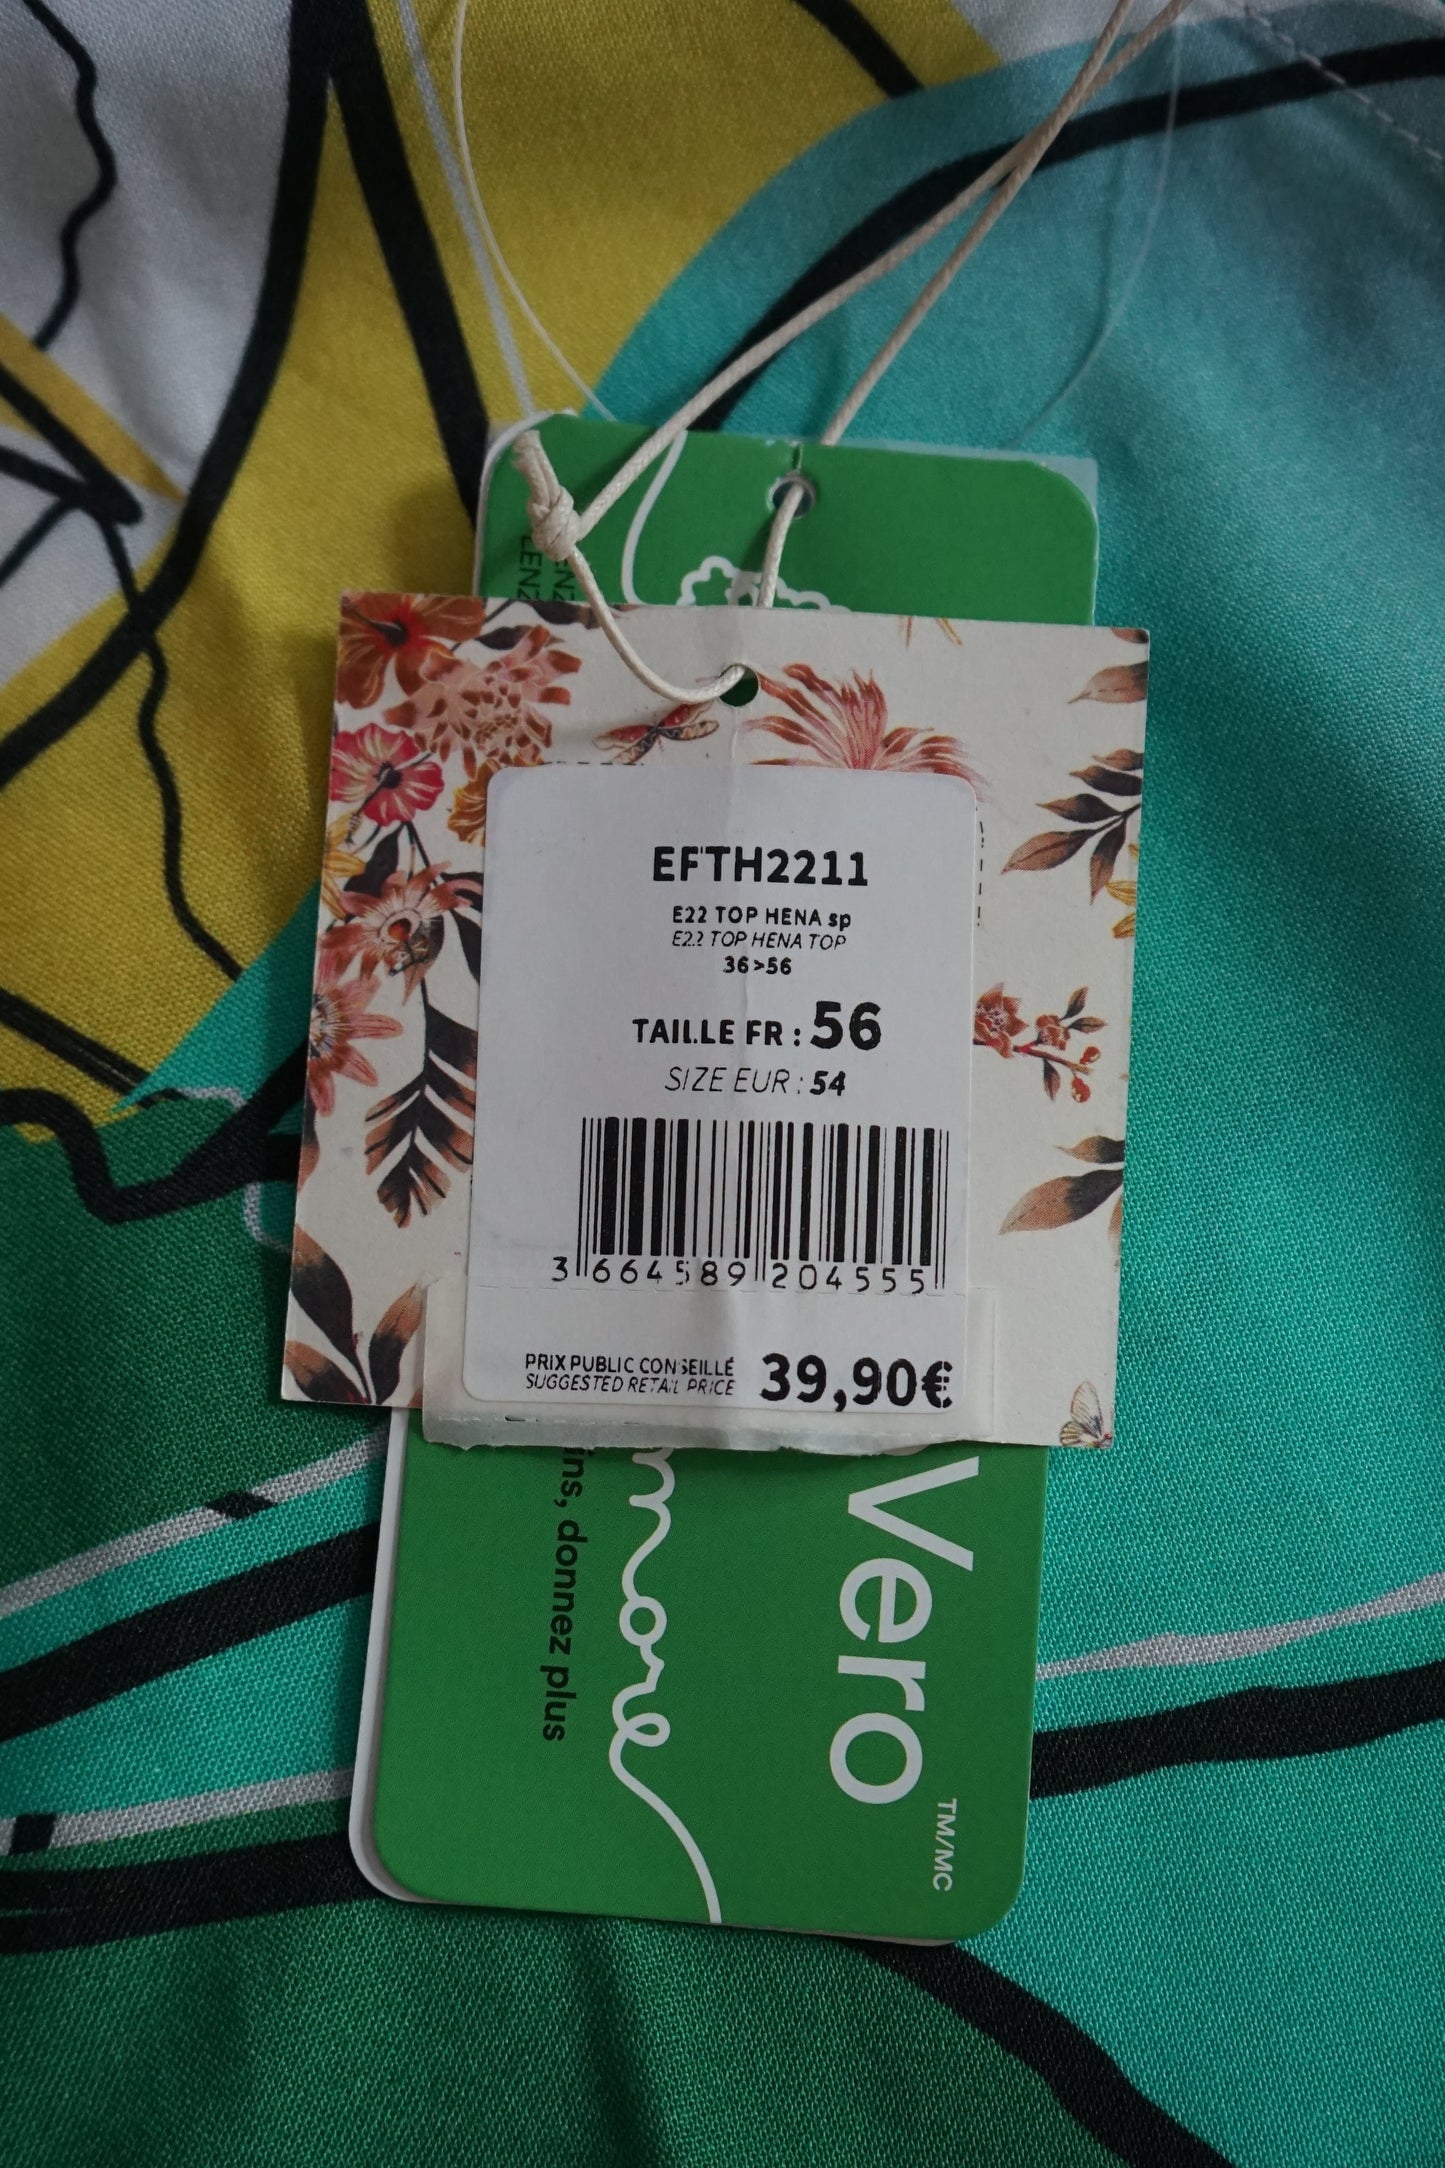 EFTH2211
E22 TOP HENA sp
E22 TOP HENA TOP
36>56
TAILLE FR : 56
SIZE EUR : 54
3 664589 204555
PRIX PUBLIC CONSEILLÉ
SUGGESTED RETAIL PRICE
39,90€
Vero
TM/MC
more
donnez plus